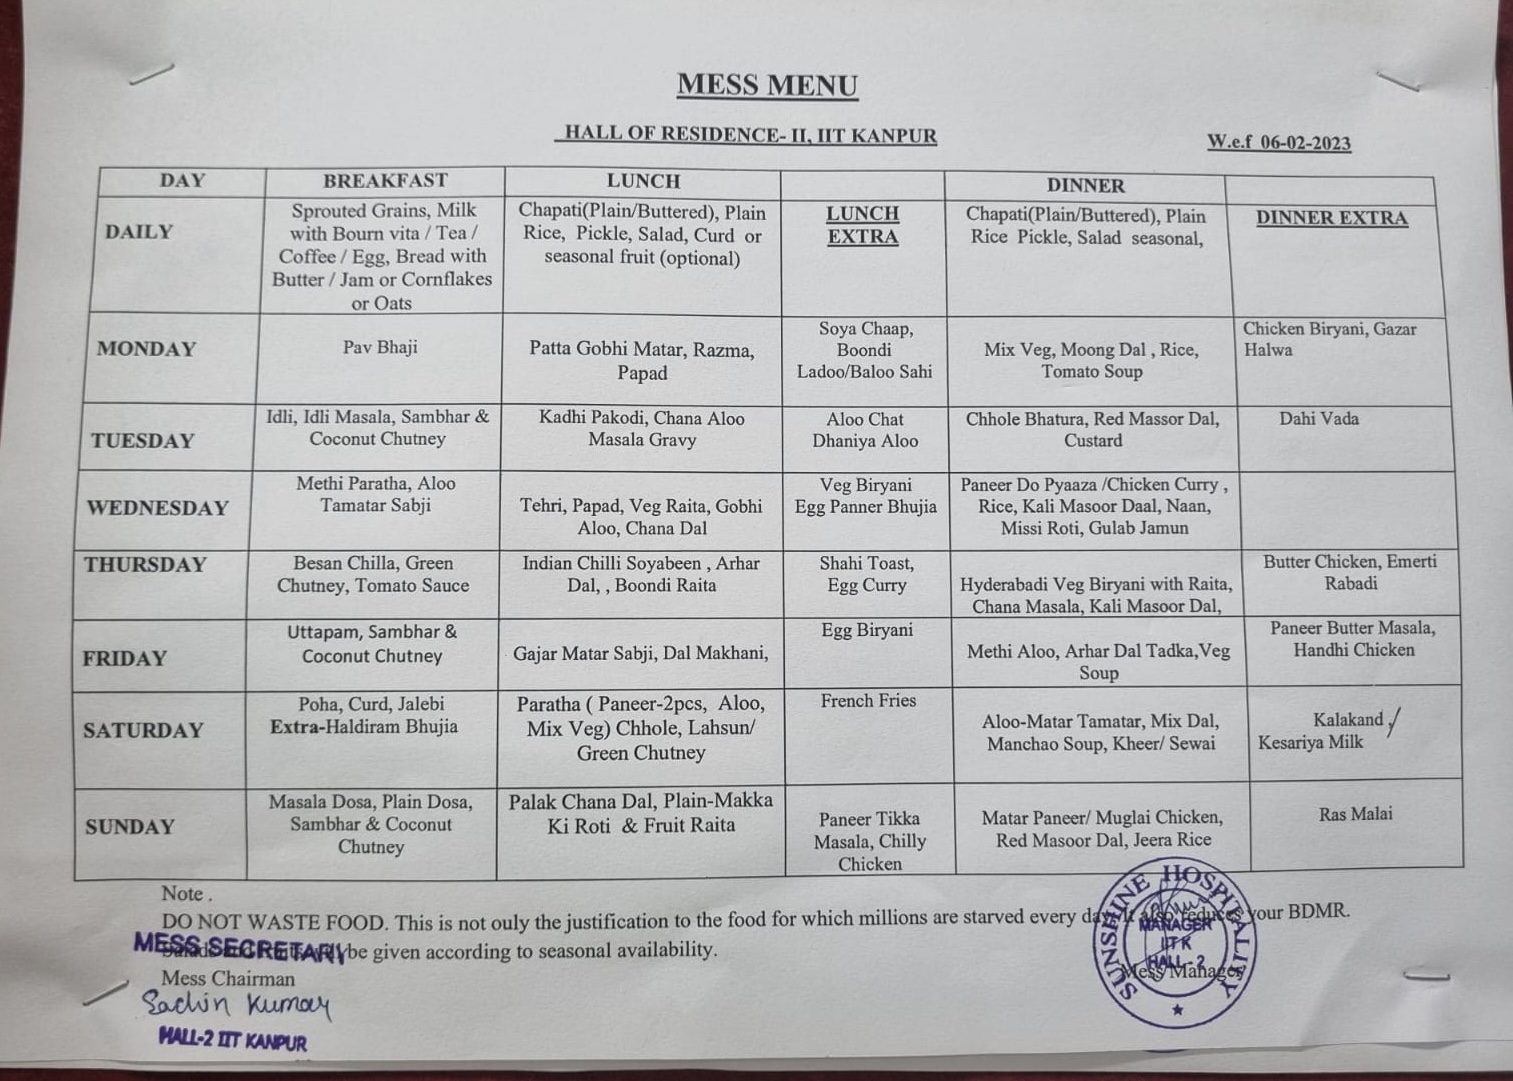 MESS MENU
HALL OF RESIDENCE- II, IIT KANPUR
W.e.f 06-02-2023
DAY
BREAKFAST
LUNCH
DINNER
DAILY
Sprouted Grains, Milk
with Bourn vita / Tea /
Coffee / Egg, Bread with
Butter / Jam or Cornflakes
or Oats
Chapati(Plain/Buttered), Plain
Rice, Pickle, Salad, Curd or
seasonal fruit (optional)
LUNCH
EXTRA
Chapati(Plain/Buttered), Plain
Rice Pickle, Salad seasonal,
DINNER EXTRA
MONDAY
Pav Bhaji
Patta Gobhi Matar, Razma,
Papad
Soya Chaap,
Boondi
Ladoo/Baloo Sahi
Mix Veg, Moong Dal , Rice,
Tomato Soup
Chicken Biryani, Gazar
Halwa
TUESDAY
Idli, Idli Masala, Sambhar &
Coconut Chutney
Kadhi Pakodi, Chana Aloo
Masala Gravy
Aloo Chat
Dhaniya Aloo
Chhole Bhatura, Red Massor Dal,
Custard
Dahi Vada
WEDNESDAY
Methi Paratha, Aloo
Tamatar Sabji
Tehri, Papad, Veg Raita, Gobhi
Aloo, Chana Dal
Veg Biryani
Egg Panner Bhujia
Paneer Do Pyaaza /Chicken Curry ,
Rice, Kali Masoor Daal, Naan,
Missi Roti, Gulab Jamun
THURSDAY
Besan Chilla, Green
Chutney, Tomato Sauce
Indian Chilli Soyabeen , Arhar
Dal, , Boondi Raita
Shahi Toast,
Egg Curry
Hyderabadi Veg Biryani with Raita,
Chana Masala, Kali Masoor Dal,
Butter Chicken, Emerti
Rabadi
FRIDAY
Uttapam, Sambhar &
Coconut Chutney
Gajar Matar Sabji, Dal Makhani,
Egg Biryani
Methi Aloo, Arhar Dal Tadka,Veg
Soup
Paneer Butter Masala,
Handhi Chicken
SATURDAY
Poha, Curd, Jalebi
Extra-Haldiram Bhujia
Paratha ( Paneer-2pcs, Aloo,
Mix Veg) Chhole, Lahsun/
Green Chutney
French Fries
Aloo-Matar Tamatar, Mix Dal,
Manchao Soup, Kheer/ Sewai
Kalakand /
Kesariya Milk
SUNDAY
Masala Dosa, Plain Dosa,
Sambhar & Coconut
Chutney
Palak Chana Dal, Plain-Makka
Ki Roti & Fruit Raita
Paneer Tikka
Masala, Chilly
Chicken
Matar Paneer/ Muglai Chicken,
Red Masoor Dal, Jeera Rice
Ras Malai
Note .
DO NOT WASTE FOOD. This is not ouly the justification to the food for which millions are starved every day. It also reduces your BDMR.
be given according to seasonal availability.
MESS SECRETARY
Mess Chairman
Sachin Kumar
HALL-2 IIT KANPUR
SUNSHINE HOSPITALIEY
MANAGER
IIT K
HALL-2
Mess Manager